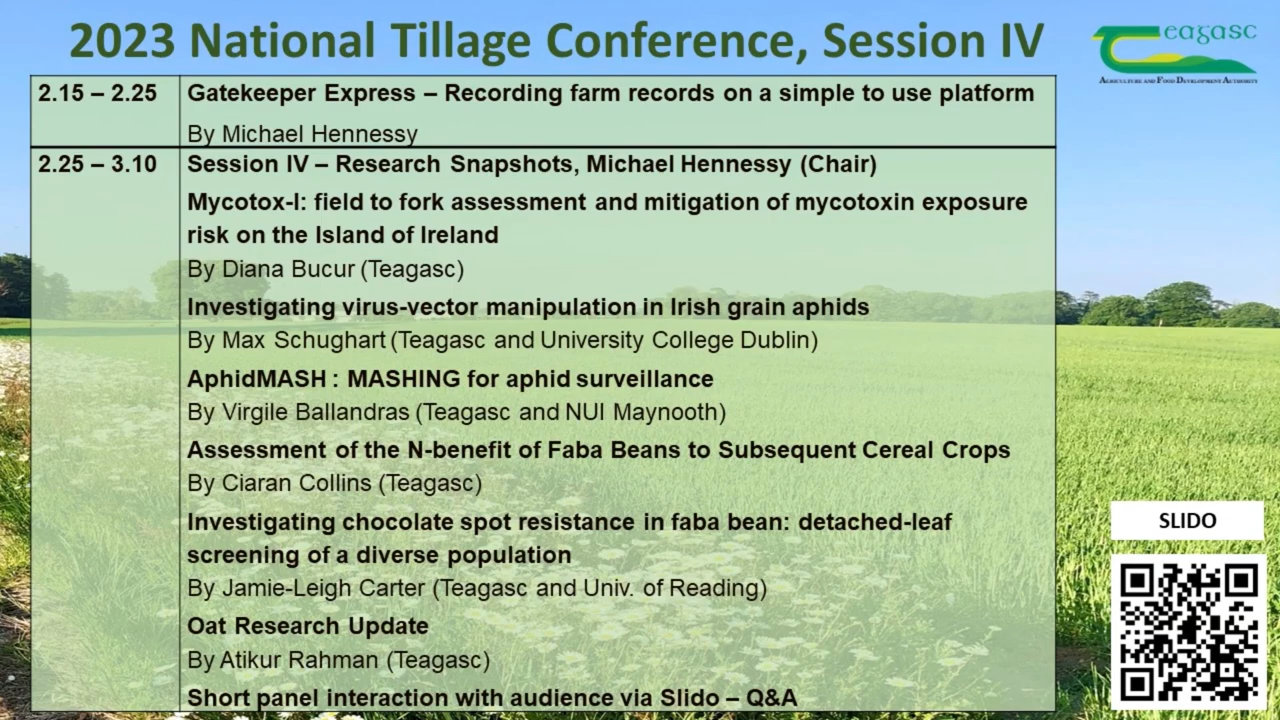 2023 National Tillage Conference, Session IV
Teagasc
AGRICULTURE AND FOOD DEVELOPMENT AUTHORITY
2.15 – 2.25
Gatekeeper Express – Recording farm records on a simple to use platform
By Michael Hennessy
2.25 – 3.10
Session IV – Research Snapshots, Michael Hennessy (Chair)
Mycotox-I: field to fork assessment and mitigation of mycotoxin exposure
risk on the Island of Ireland
By Diana Bucur (Teagasc)
Investigating virus-vector manipulation in Irish grain aphids
By Max Schughart (Teagasc and University College Dublin)
AphidMASH : MASHING for aphid surveillance
By Virgile Ballandras (Teagasc and NUI Maynooth)
Assessment of the N-benefit of Faba Beans to Subsequent Cereal Crops
By Ciaran Collins (Teagasc)
Investigating chocolate spot resistance in faba bean: detached-leaf
screening of a diverse population
By Jamie-Leigh Carter (Teagasc and Univ. of Reading)
Oat Research Update
By Atikur Rahman (Teagasc)
Short panel interaction with audience via Slido – Q&A
SLIDO